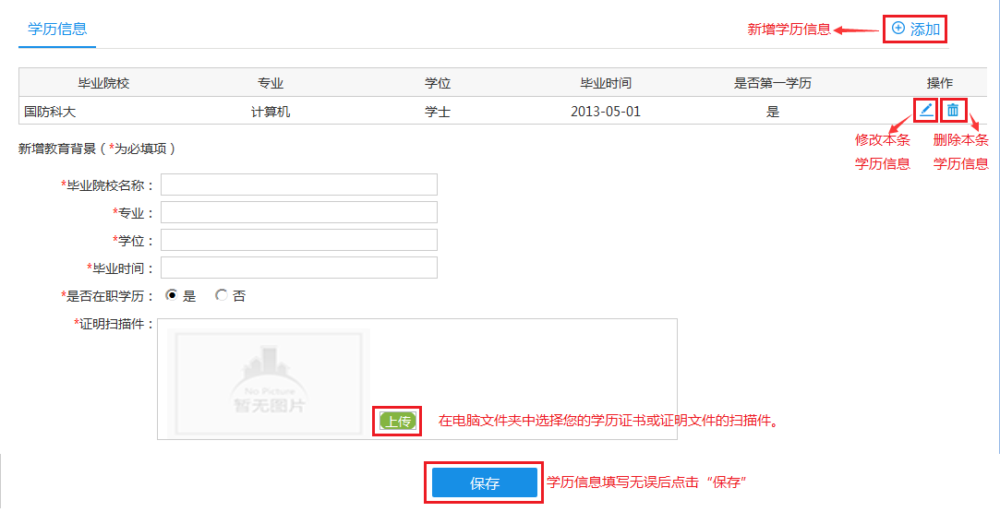 学历信息
新增学历信息
添加
毕业院校 专业 学位 毕业时间 是否第一学历 操作
国防科大 计算机 学士 2013-05-01 是
修改本条
学历信息
删除本条
学历信息
新增教育背景（*为必填项）
*毕业院校名称：
*专业：
*学位：
*毕业时间：
*是否在职学历： 是 否
*证明扫描件：
No Picture
暂无图片
上传 在电脑文件夹中选择您的学历证书或证明文件的扫描件。
保存 学历信息填写无误后点击“保存”